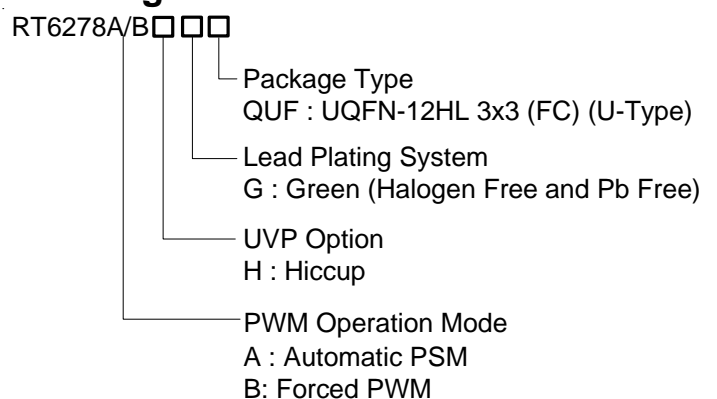 RT6278A/B□ □ □
Package Type
QUF : UQFN-12HL 3x3 (FC) (U-Type)
Lead Plating System
G : Green (Halogen Free and Pb Free)
UVP Option
H : Hiccup
PWM Operation Mode
A : Automatic PSM
B: Forced PWM